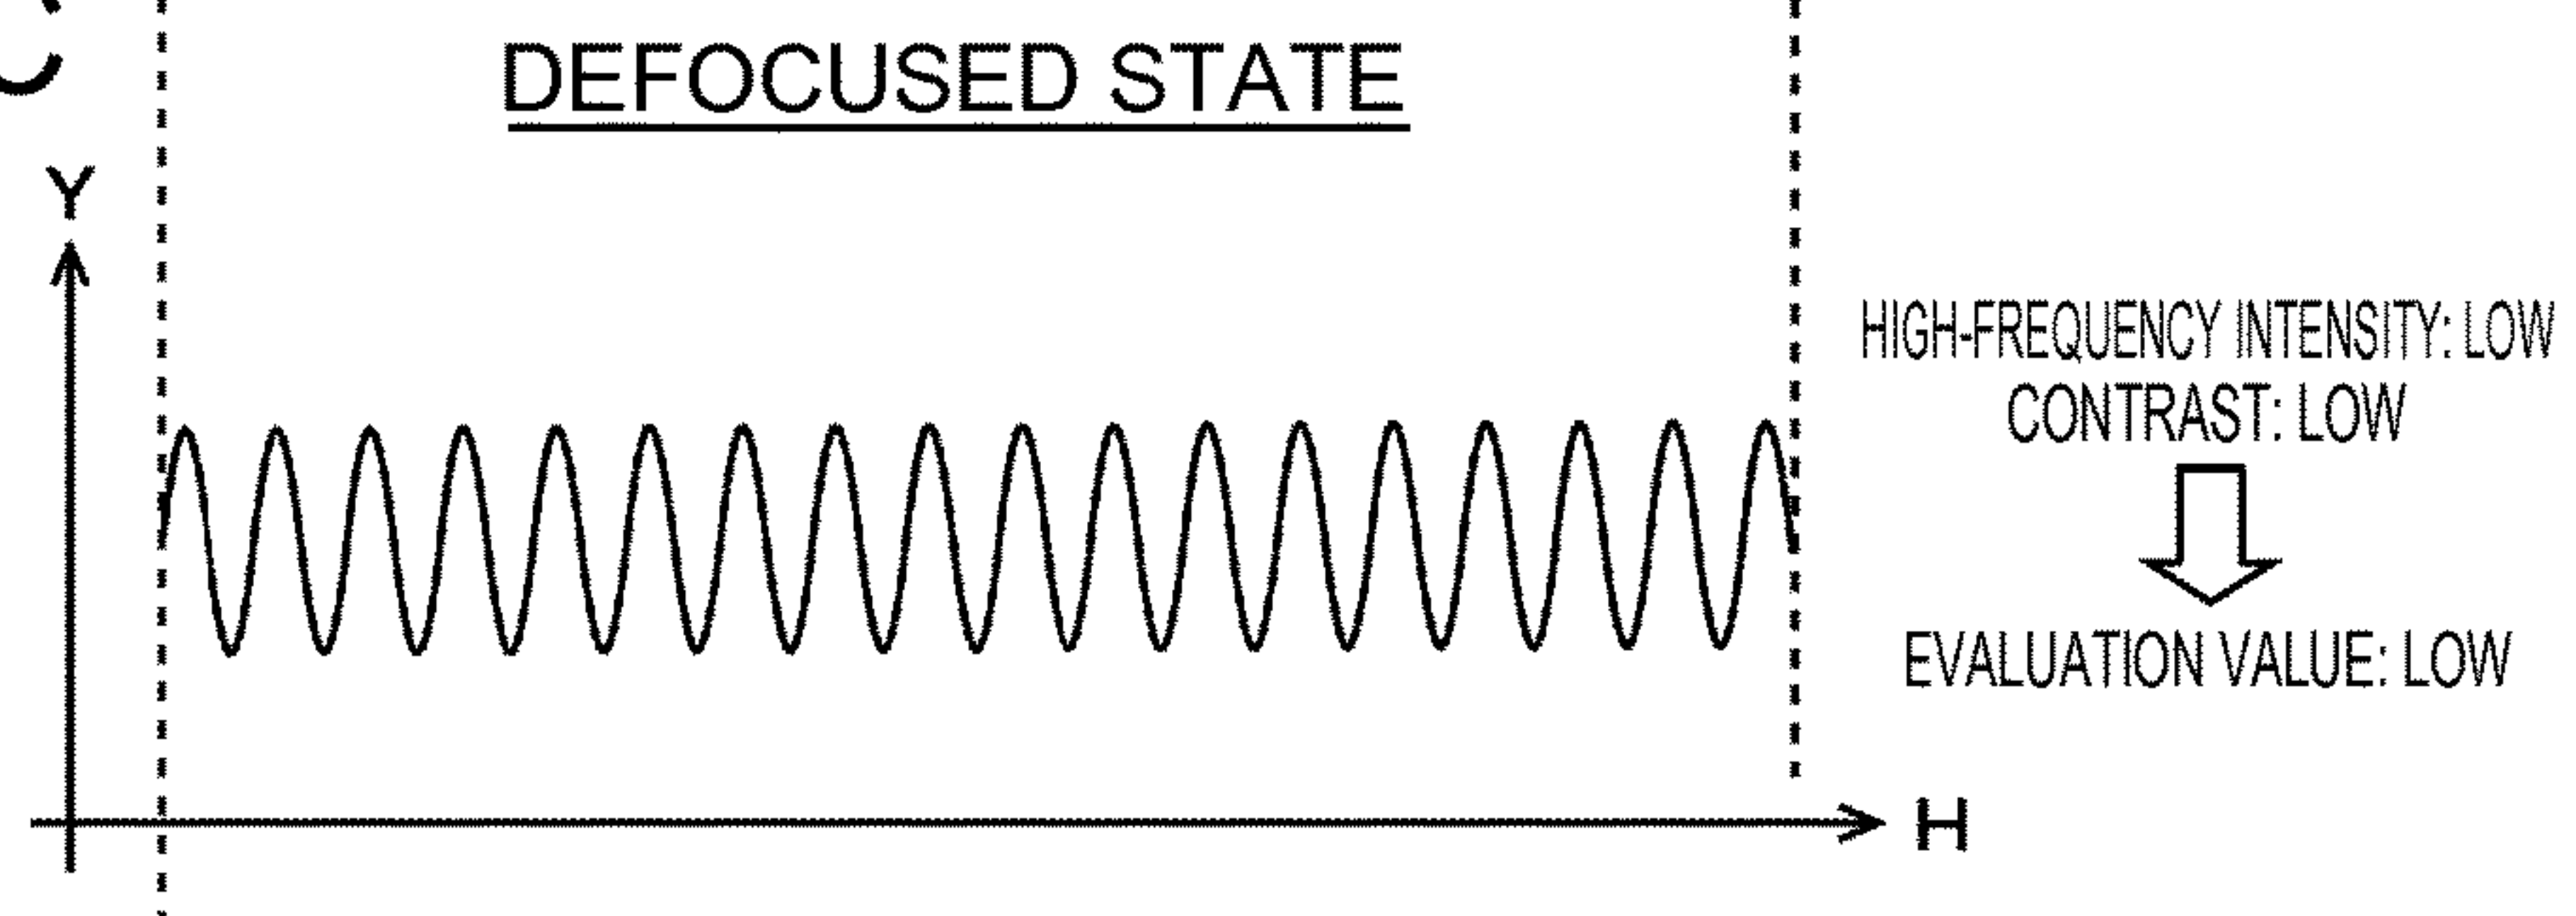 DEFOCUSED STATE
Y
HIGH-FREQUENCY INTENSITY: LOW
CONTRAST: LOW
EVALUATION VALUE: LOW
H